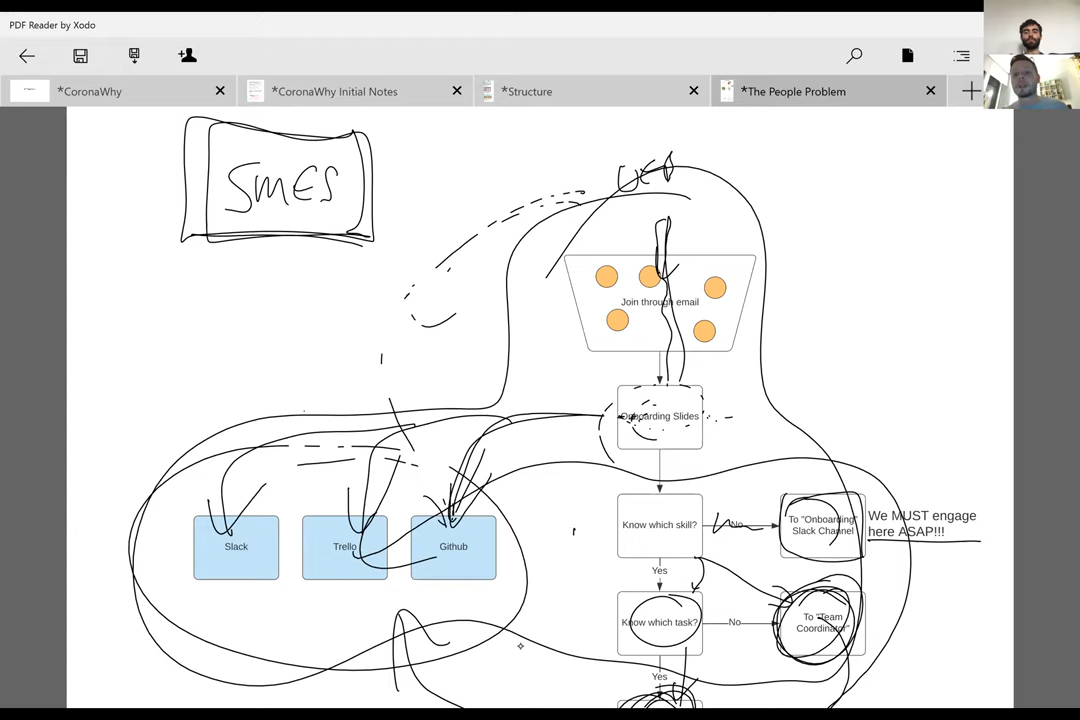 PDF Reader by Xodo
*CoronaWhy
*CoronaWhy Initial Notes
*Structure
*The People Problem
SMES
Join through email
Onboarding Slides
Know which skill?
No
To "Onboarding"
Slack Channel
We MUST engage
here ASAP!!!
Slack
Trello
Github
Yes
Know which task?
No
To "Team
Coordinator"
Yes